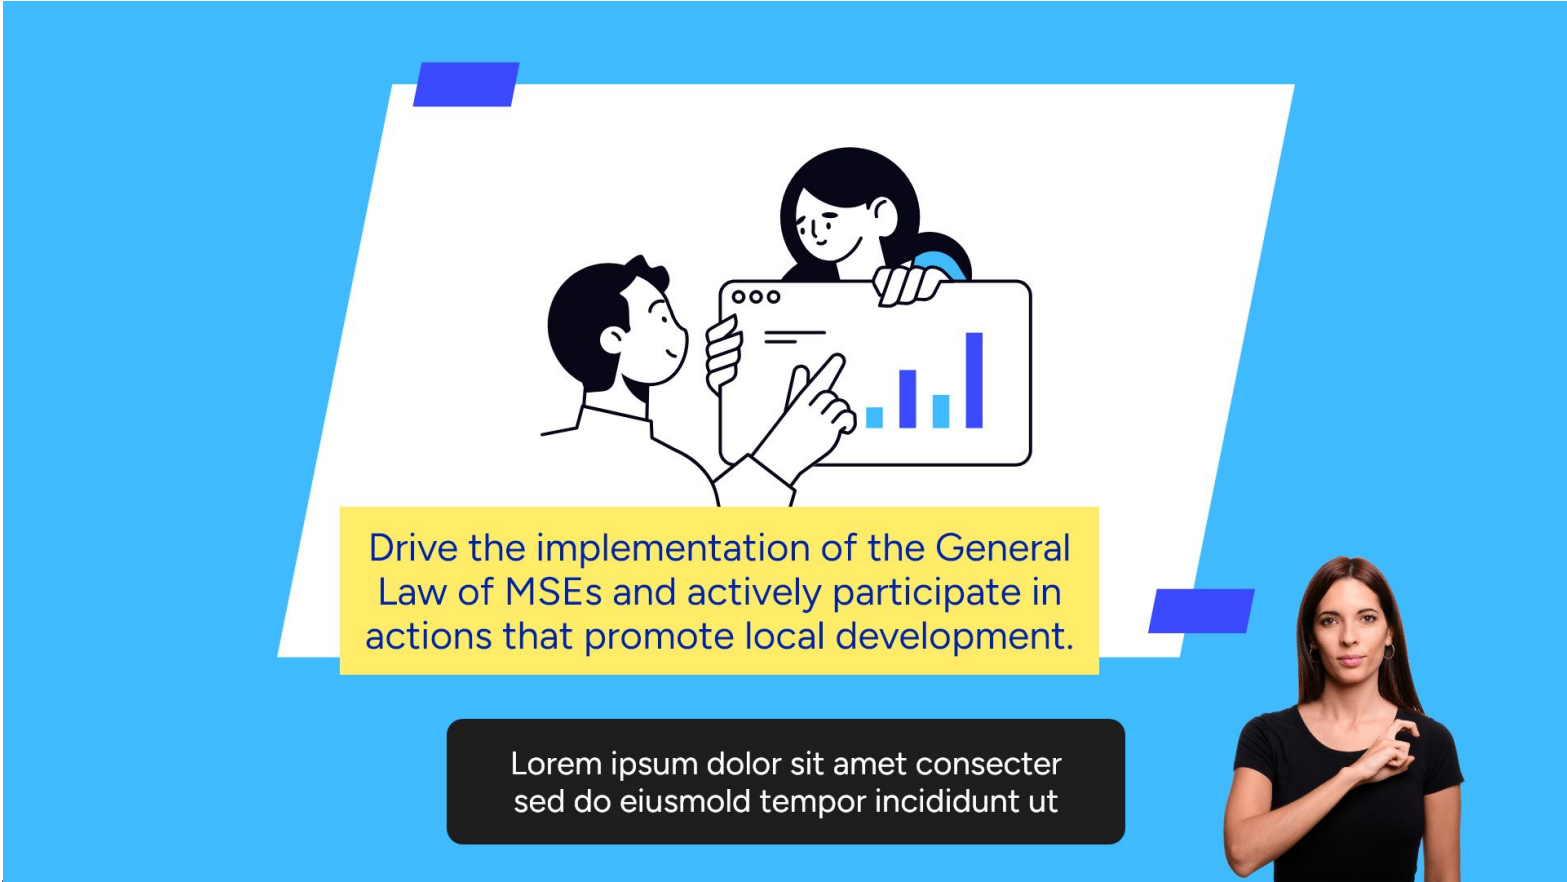 Drive the implementation of the General
Law of MSEs and actively participate in
actions that promote local development.
Lorem ipsum dolor sit amet consecter
sed do eiusmold tempor incididunt ut